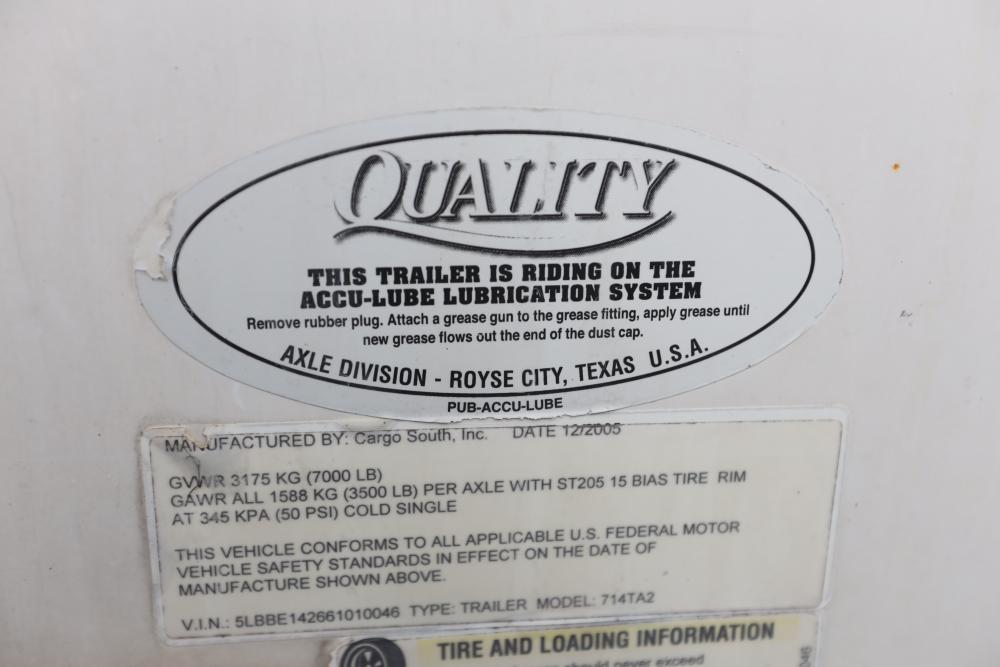 QUALITY
THIS TRAILER IS RIDING ON THE
ACCU-LUBE LUBRICATION SYSTEM
Remove rubber plug. Attach a grease gun to the grease fitting, apply grease until
new grease flows out the end of the dust cap.
AXLE DIVISION - ROYSE CITY, TEXAS U.S.A.
PUB-ACCU-LUBE
MANUFACTURED BY: Cargo South, Inc. DATE 12/2005
GVWR 3175 KG (7000 LB)
GAWR ALL 1588 KG (3500 LB) PER AXLE WITH ST205 15 BIAS TIRE RIM
AT 345 KPA (50 PSI) COLD SINGLE
THIS VEHICLE CONFORMS TO ALL APPLICABLE U.S. FEDERAL MOTOR
VEHICLE SAFETY STANDARDS IN EFFECT ON THE DATE OF
MANUFACTURE SHOWN ABOVE.
V.I.N.: 5LBBE142661010046 TYPE: TRAILER MODEL: 714TA2
TIRE AND LOADING INFORMATION
should never exceed
046